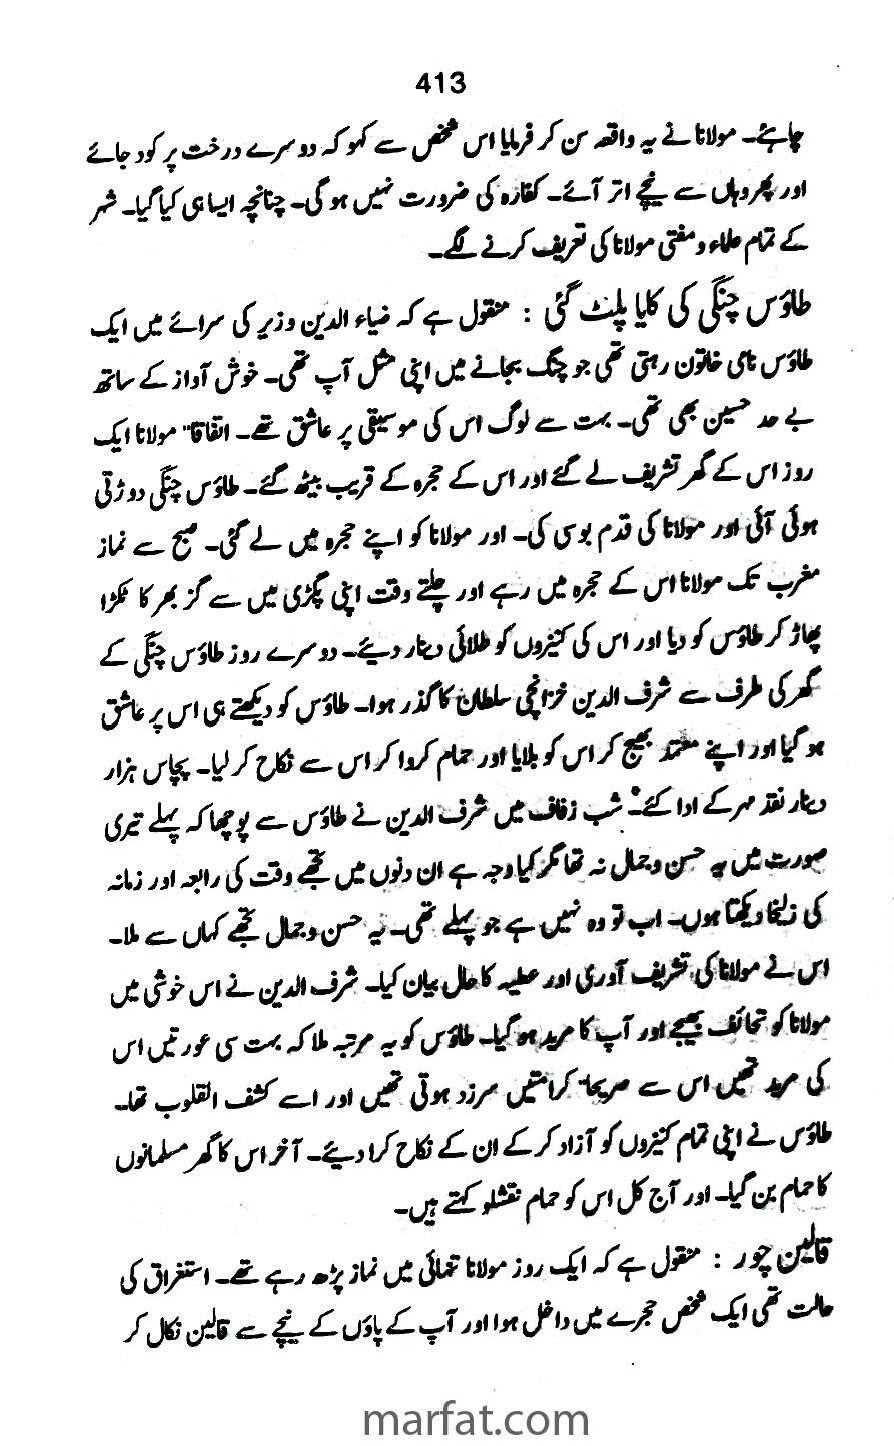 413
چاہئے۔ مولانا نے یہ واقعہ سن کر فرمایا اس شخص سے کہو کہ دوسرے درخت پر کود جائے
اور پھر وہاں سے نیچے اتر آئے۔ کفارہ کی ضرورت نہیں ہو گی۔ چنانچہ ایسا ہی کیا گیا۔ شہر
کے تمام علماء و مفتی مولانا کی تعریف کرنے لگے۔
طاؤس چنگی کی کایا پلٹ گئی : منقول ہے کہ ضیاء الدین وزیر کی سرائے میں ایک
طاؤس نامی خاتون رہتی تھی جو چنگ بجانے میں اپنی مثل آپ تھی۔ خوش آواز کے ساتھ
بے حد حسین بھی تھی۔ بہت سے لوگ اس کی موسیقی پر عاشق تھے۔ اتفاقا" مولانا ایک
روز اس کے گھر تشریف لے گئے اور اس کے حجرہ کے قریب بیٹھ گئے۔ طاؤس چنگی دوڑتی
ہوئی آئی اور مولانا کی قدم بوسی کی۔ اور مولانا کو اپنے حجرہ میں لے گئی۔ صبح سے نماز
مغرب تک مولانا اس کے حجرہ میں رہے اور چلتے وقت اپنی پگڑی میں سے گز بھر کا ٹکڑا
پھاڑ کر طاؤس کو دیا اور اس کی کنیزوں کو طلائی دینار دیئے۔ دوسرے روز طاؤس چنگی کے
گھر کی طرف سے شرف الدین خزانچی سلطان کا گذر ہوا۔ طاؤس کو دیکھتے ہی اس پر عاشق
ہو گیا اور اپنے معتمد بھیج کر اس کو بلایا اور حمام کروا کر اس سے نکاح کر لیا۔ پچاس ہزار
دینار نقد مہر کے ادا کئے۔ شب زفاف میں شرف الدین نے طاؤس سے پوچھا کہ پہلے تیری
صورت میں یہ حسن و جمال نہ تھا مگر کیا وجہ ہے ان دنوں میں تجھے وقت کی رابعہ اور زمانہ
کی زلیخا دیکھتا ہوں۔ اب تو وہ نہیں ہے جو پہلے تھی۔ یہ حسن و جمال تجھے کہاں سے ملا۔
اس نے مولانا کی تشریف آوری اور عطیہ کا حال بیان کیا۔ شرف الدین نے اس خوشی میں
مولانا کو تحائف بھیجے اور آپ کا مرید ہو گیا۔ طاؤس کو یہ مرتبہ ملا کہ بہت سی عورتیں اس
کی مرید تھیں اس سے صریحا" کرامتیں سرزد ہوتی تھیں اور اسے کشف القلوب تھا۔
طاؤس نے اپنی تمام کنیزوں کو آزاد کر کے ان کے نکاح کرا دیئے۔ آخر اس کا گھر مسلمانوں
کا حمام بن گیا۔ اور آج کل اس کو حمام نقشلو کہتے ہیں۔
قالین چور : منقول ہے کہ ایک روز مولانا تنہائی میں نماز پڑھ رہے تھے۔ استغراق کی
حالت تھی ایک شخص حجرے میں داخل ہوا اور آپ کے پاؤں کے نیچے سے قالین نکال کر
marfat.com